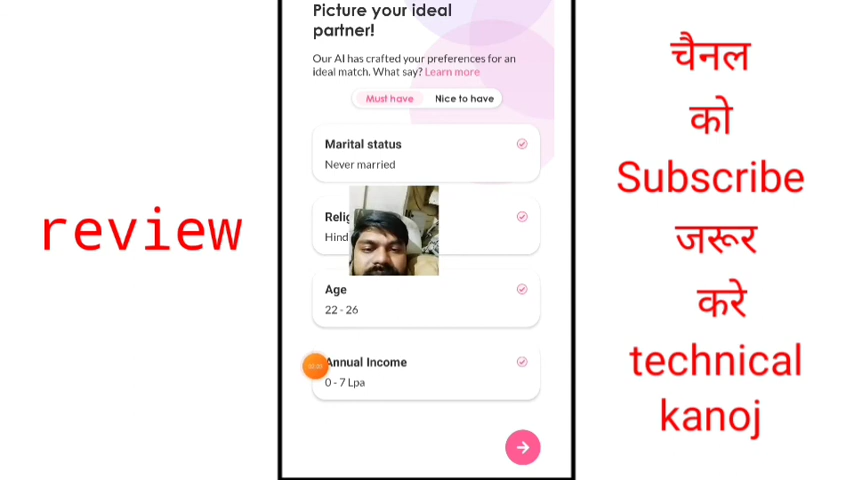 review
Picture your ideal
partner!
Our AI has crafted your preferences for an
ideal match. What say? Learn more
Must have Nice to have
Marital status
Never married
Age
22 - 26
Annual Income
0 - 7 Lpa
चैनल
को
Subscribe
जरूर
करे
technical
kanoj